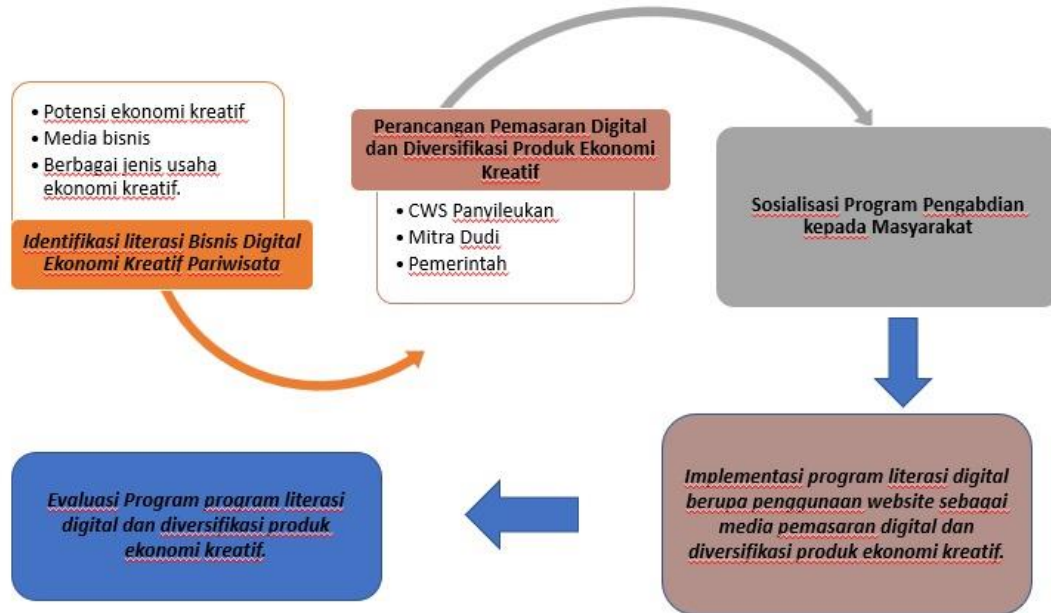 • Potensi ekonomi kreatif
• Media bisnis
• Berbagai jenis usaha
ekonomi kreatif.
Identifikasi literasi Bisnis Digital
Ekonomi Kreatif Pariwisata
Perancangan Pemasaran Digital
dan Diversifikasi Produk Ekonomi
Kreatif
• CWS Panyileukan
• Mitra Dudi
• Pemerintah
Sosialisasi Program Pengabdian
kepada Masyarakat
Implementasi program literasi digital
berupa penggunaan website sebagai
media pemasaran digital dan
diversifikasi produk ekonomi kreatif.
Evaluasi Program program literasi
digital dan diversifikasi produk
ekonomi kreatif.